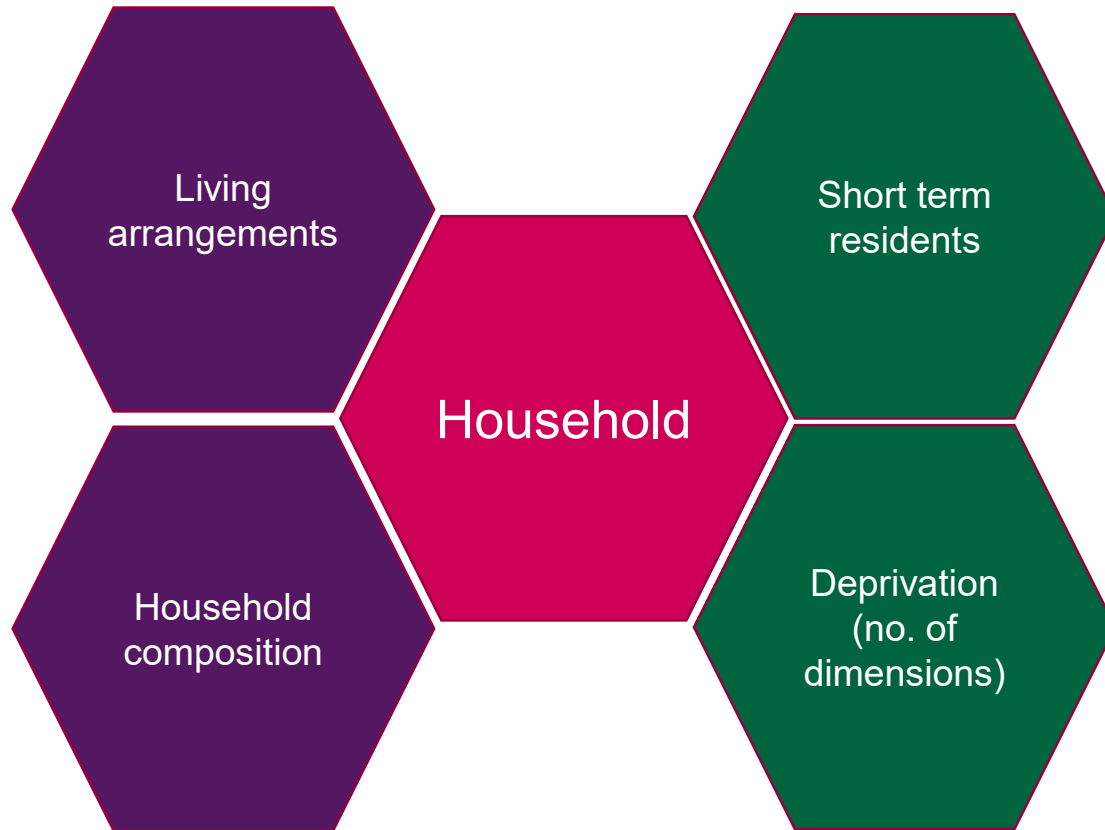 Living
arrangements
Short term
residents
Household
Household
composition
Deprivation
(no. of
dimensions)